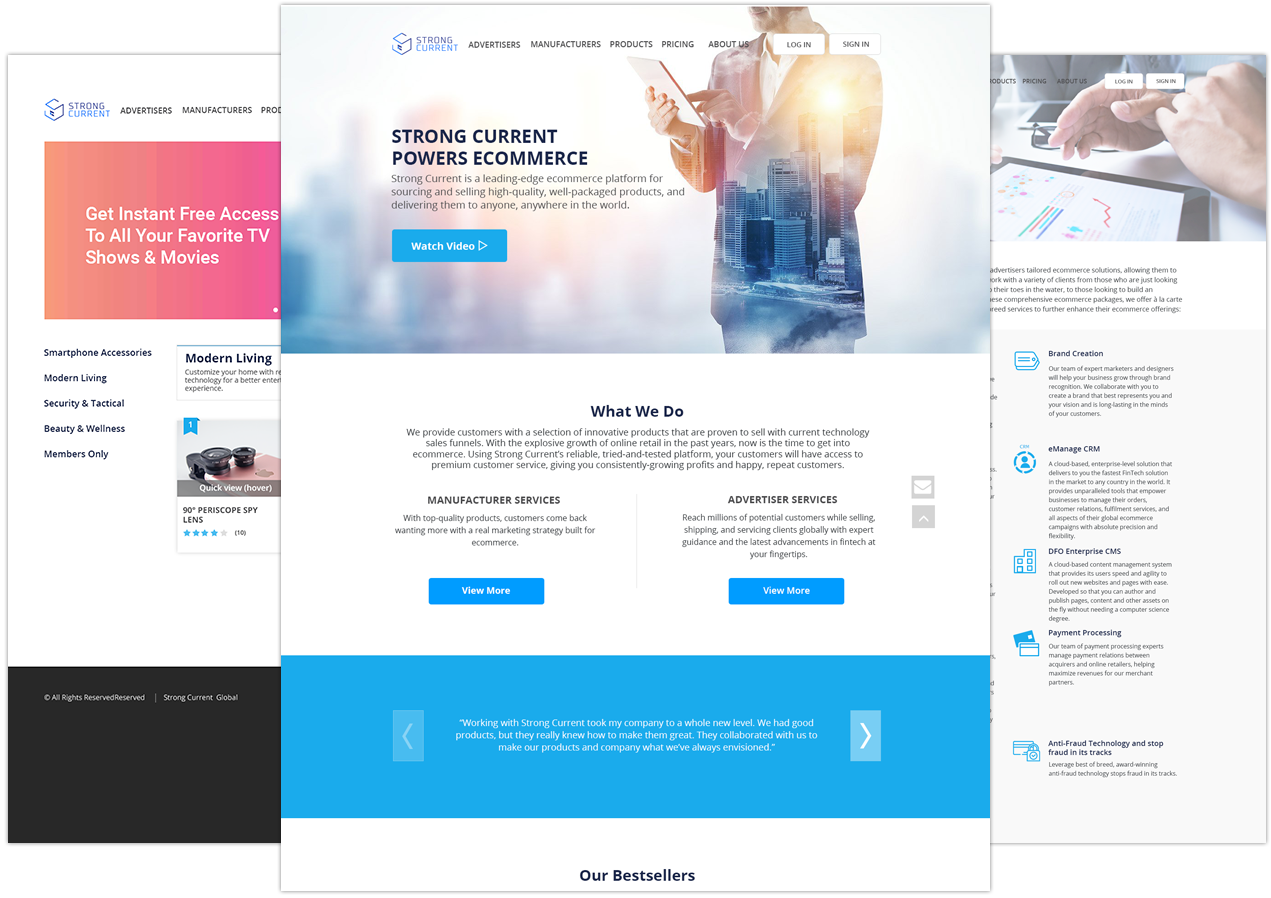 STRONG
CURRENT
ADVERTISERS
MANUFACTURERS
PROD
Get Instant Free Access
To All Your Favorite TV
Shows & Movies
Smartphone Accessories
Modern Living
Security & Tactical
Beauty & Wellness
Members Only
Modern Living
Customize your home with re
technology for a better enter
experience.
1
Quick view (hover)
90° PERISCOPE SPY
LENS
(10)
© All Rights ReservedReserved | Strong Current Global
STRONG
CURRENT
ADVERTISERS
MANUFACTURERS
PRODUCTS
PRICING
ABOUT US
LOG IN
SIGN IN
STRONG CURRENT
POWERS ECOMMERCE
Strong Current is a leading-edge ecommerce platform for
sourcing and selling high-quality, well-packaged products, and
delivering them to anyone, anywhere in the world.
Watch Video
What We Do
We provide customers with a selection of innovative products that are proven to sell with current technology
sales funnels. With the explosive growth of online retail in the past years, now is the time to get into
ecommerce. Using Strong Current's reliable, tried-and-tested platform, your customers will have access to
premium customer service, giving you consistently-growing profits and happy, repeat customers.
MANUFACTURER SERVICES
With top-quality products, customers come back
wanting more with a real marketing strategy built for
ecommerce.
View More
ADVERTISER SERVICES
Reach millions of potential customers while selling,
shipping, and servicing clients globally with expert
guidance and the latest advancements in fintech at
your fingertips.
View More
“Working with Strong Current took my company to a whole new level. We had good
products, but they really knew how to make them great. They collaborated with us to
make our products and company what we’ve always envisioned.”
Our Bestsellers
ODUCTS
PRICING
ABOUT US
LOG IN
SIGN IN
advertisers tailored ecommerce solutions, allowing them to
ork with a variety of clients from those who are just looking
their toes in the water, to those looking to build an
ese comprehensive ecommerce packages, we offer à la carte
reed services to further enhance their ecommerce offerings:
Brand Creation
Our team of expert marketers and designers
will help your business grow through brand
recognition. We collaborate with you to
create a brand that best represents you and
your vision and is long-lasting in the minds
of your customers.
CRM
eManage CRM
A cloud-based, enterprise-level solution that
delivers to you the fastest FinTech solution
in the market to any country in the world. It
provides unparalleled tools that empower
businesses to manage their orders,
customer relations, fulfilment services, and
all aspects of their global ecommerce
campaigns with absolute precision and
flexibility.
DFO Enterprise CMS
A cloud-based content management system
that provides its users speed and agility to
roll out new websites and pages with ease.
Developed so that you can author and
publish pages, content and other assets on
the fly without needing a computer science
degree.
Payment Processing
Our team of payment processing experts
manage payment relations between
acquirers and online retailers, helping
maximize revenues for our merchant
partners.
Anti-Fraud Technology and stop
fraud in its tracks
Leverage best of breed, award-winning
anti-fraud technology stops fraud in its tracks.